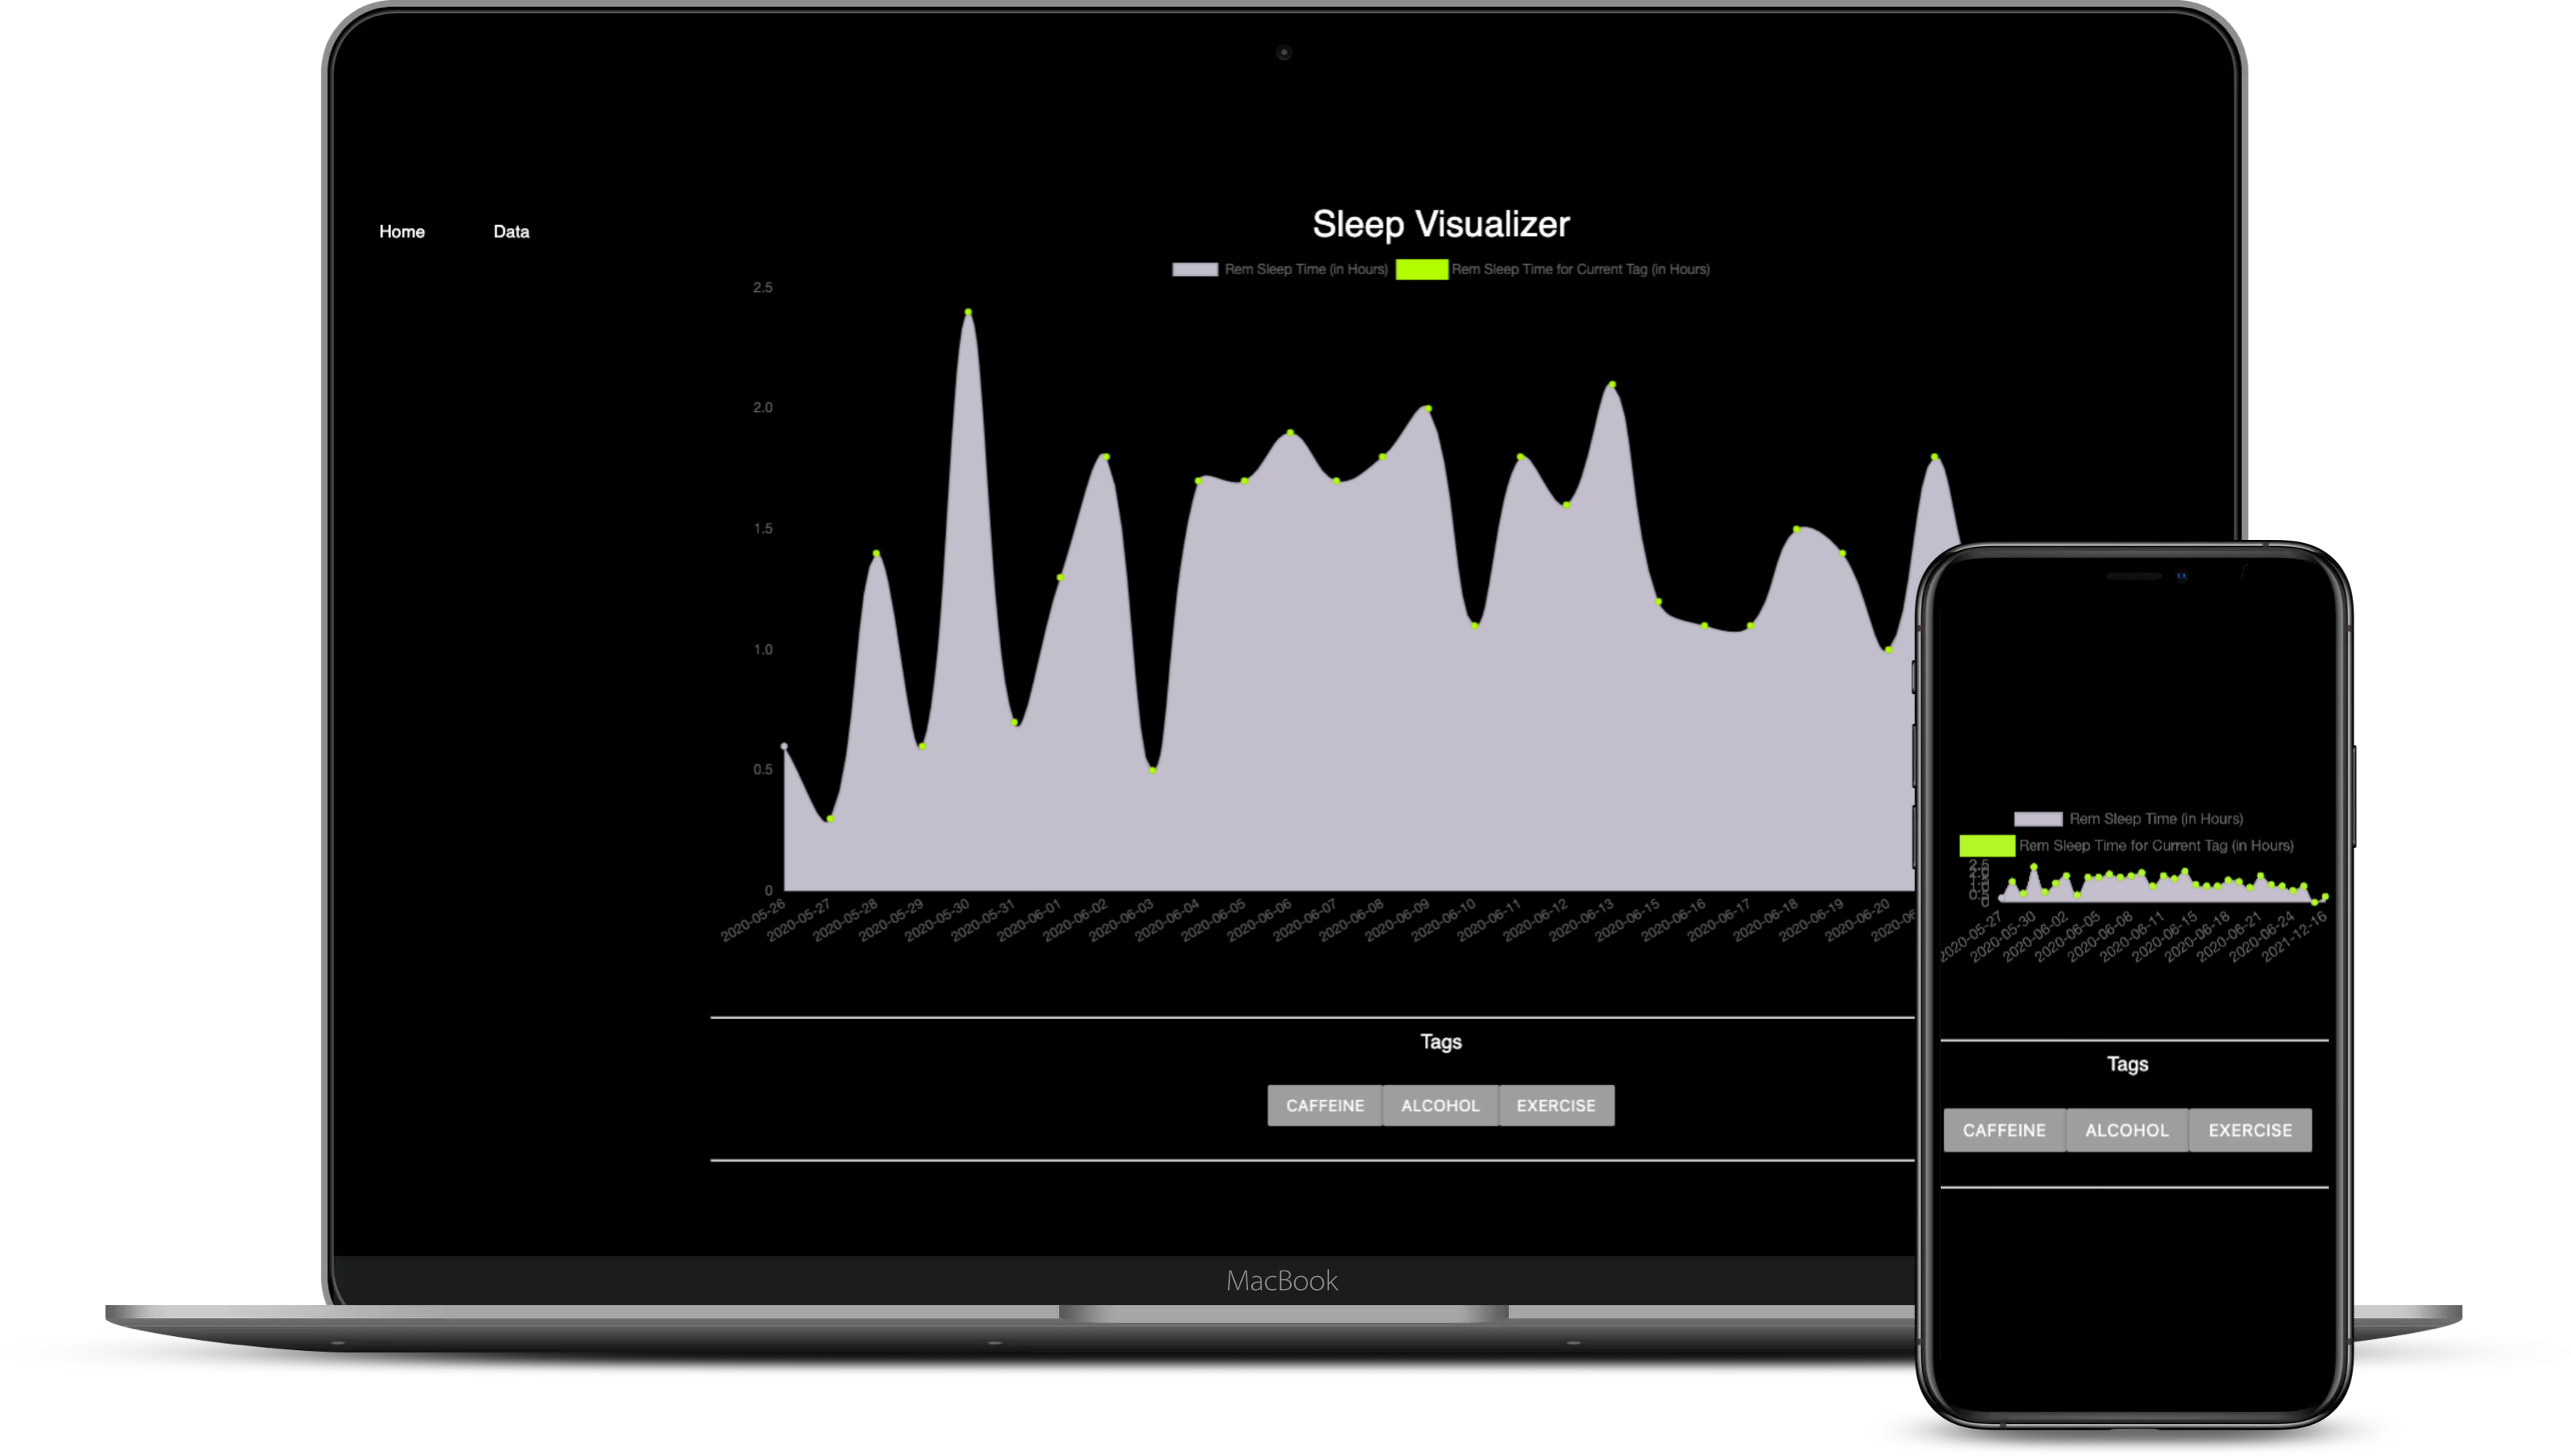 Home Data
Sleep Visualizer
Rem Sleep Time (in Hours) Rem Sleep Time for Current Tag (in Hours)
2.5
2.0
1.5
1.0
0.5
0
2020-05-26 2020-05-27 2020-05-28 2020-05-29 2020-05-30 2020-05-31 2020-06-01 2020-06-02 2020-06-03 2020-06-04 2020-06-05 2020-06-06 2020-06-07 2020-06-08 2020-06-09 2020-06-10 2020-06-11 2020-06-12 2020-06-13 2020-06-15 2020-06-16 2020-06-17 2020-06-18 2020-06-19 2020-06-20
Tags
CAFFEINE ALCOHOL EXERCISE
MacBook
Rem Sleep Time (in Hours)
Rem Sleep Time for Current Tag (in Hours)
2.5
0
2020-05-27 2020-05-30 2020-06-02 2020-06-05 2020-06-08 2020-06-11 2020-06-15 2020-06-18 2020-06-21 2020-06-24 2021-12-16
Tags
CAFFEINE ALCOHOL EXERCISE